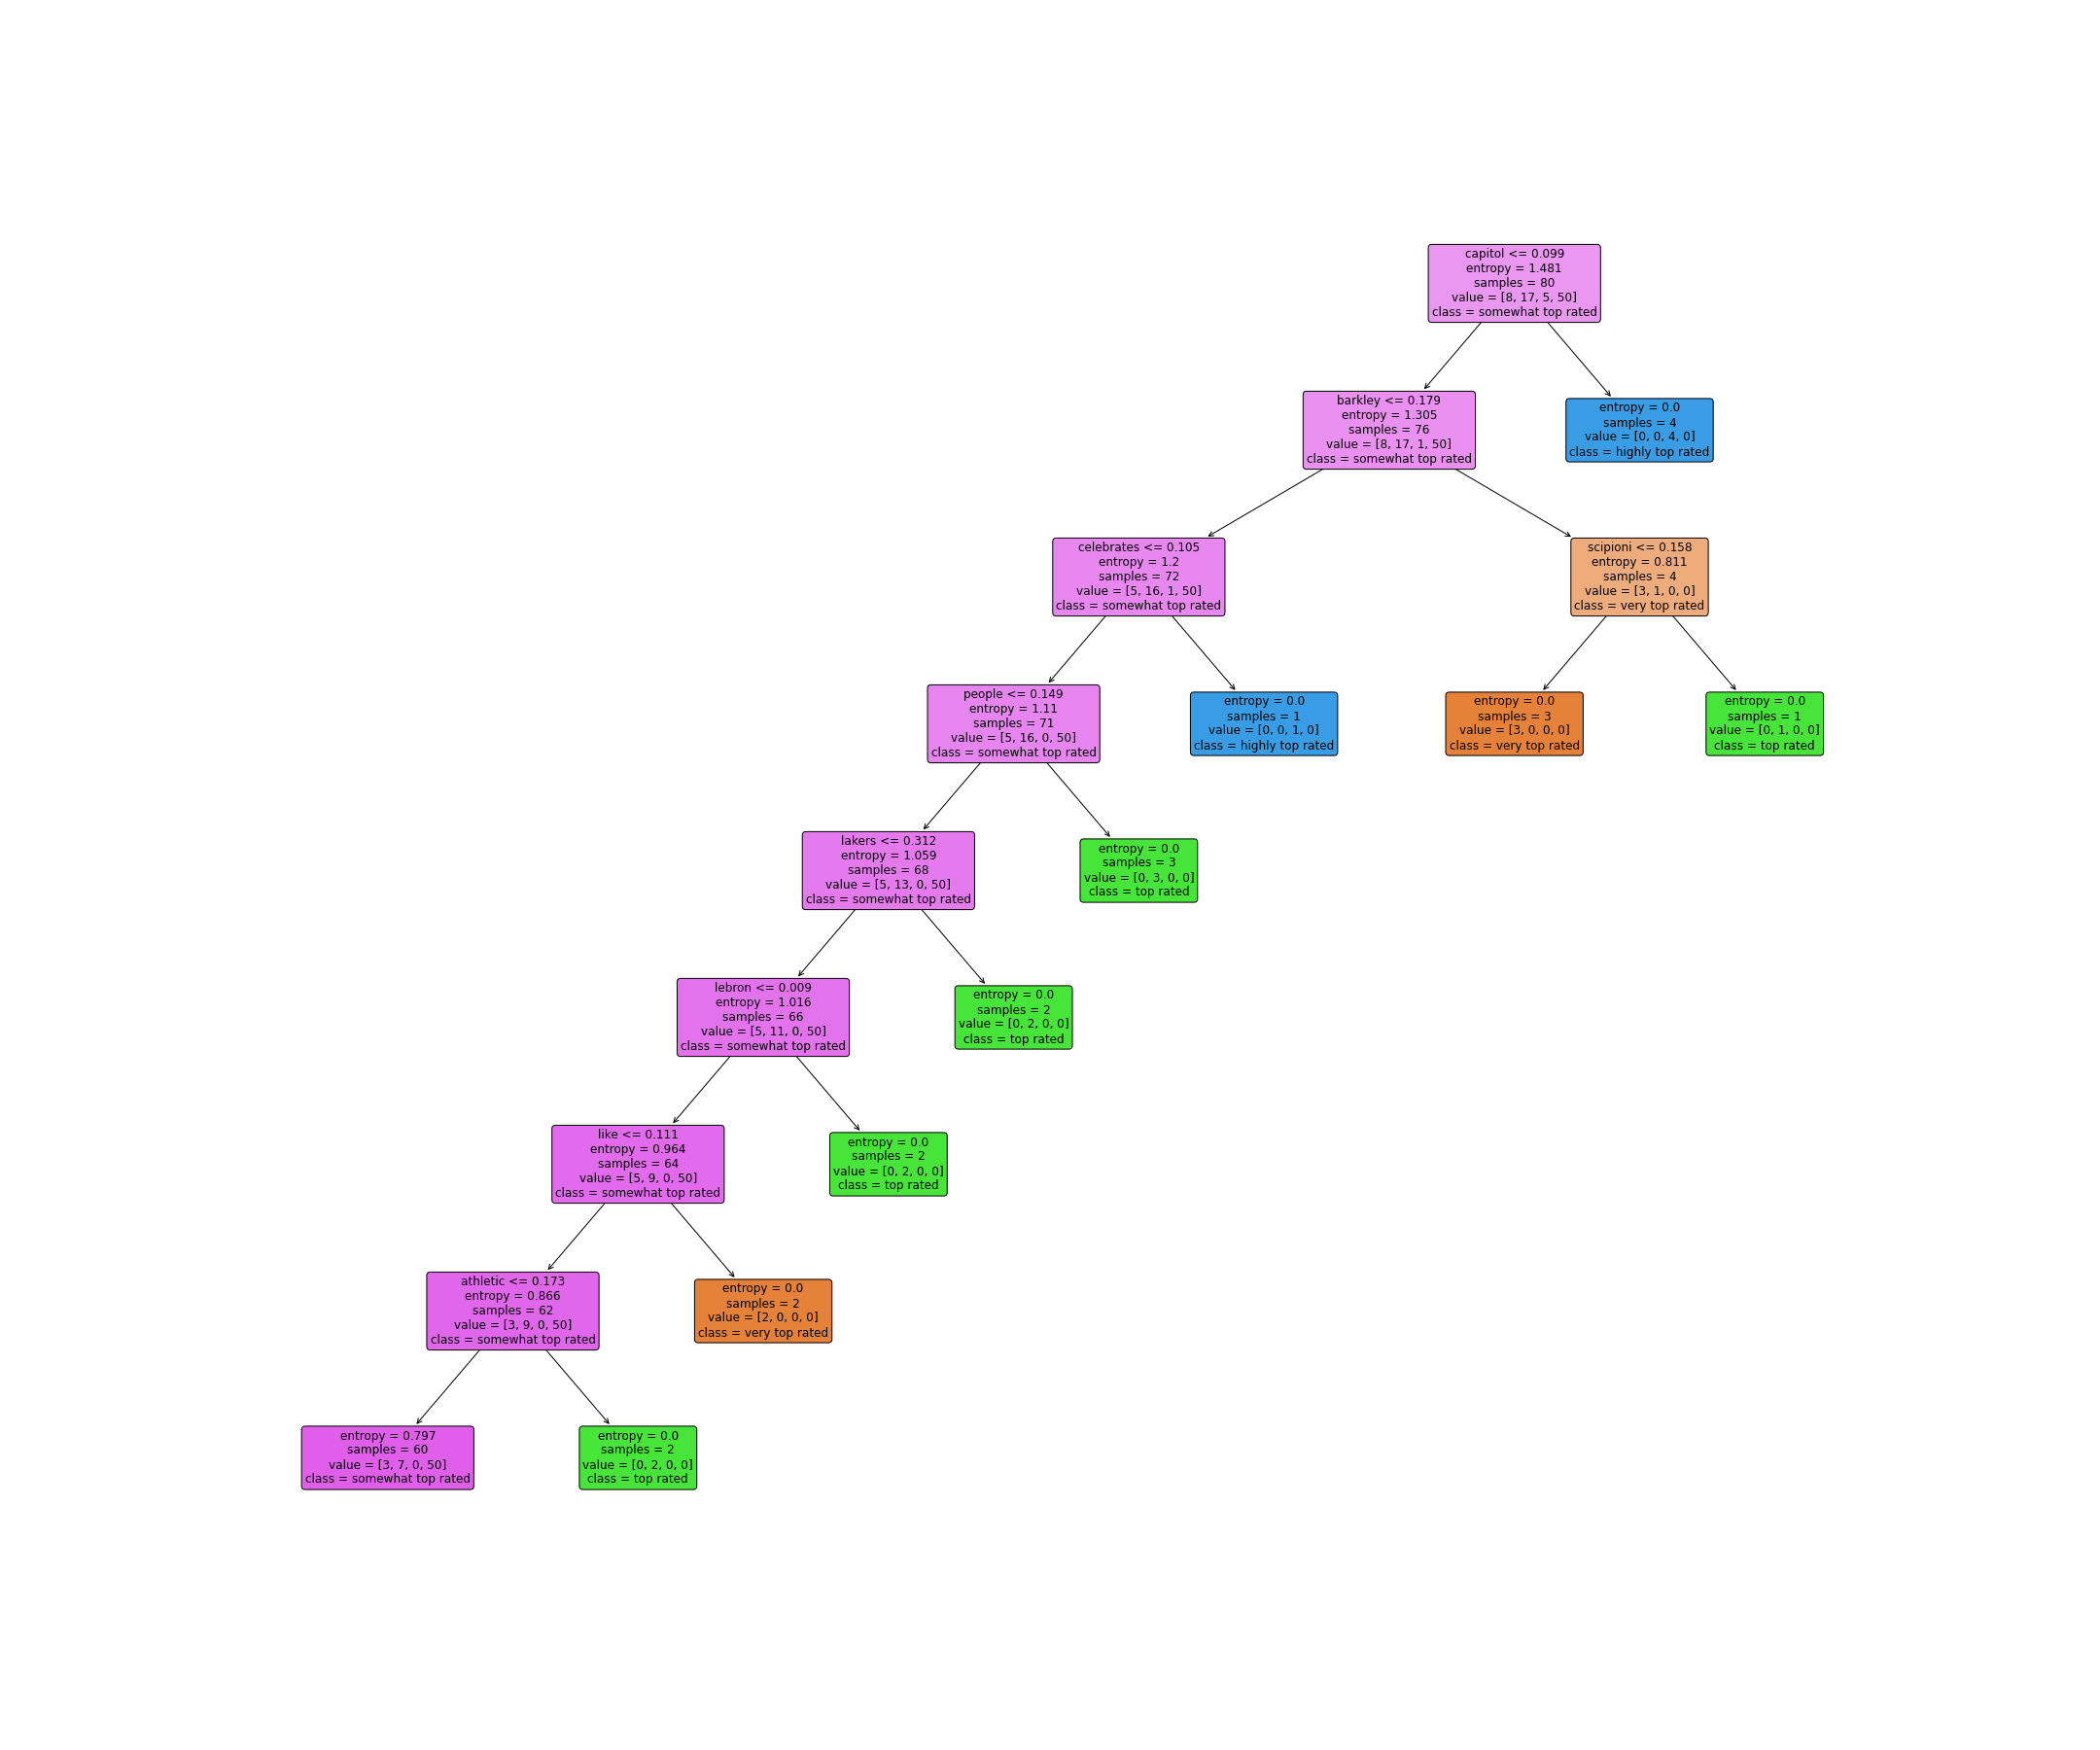 capitol <= 0.099
entropy = 1.481
samples = 80
value = [8, 17, 5, 50]
class = somewhat top rated
barkley <= 0.179
entropy = 1.305
samples = 76
value = [8, 17, 1, 50]
class = somewhat top rated
entropy = 0.0
samples = 4
value = [0, 0, 4, 0]
class = highly top rated
celebrates <= 0.105
entropy = 1.2
samples = 72
value = [5, 16, 1, 50]
class = somewhat top rated
scipioni <= 0.158
entropy = 0.811
samples = 4
value = [3, 1, 0, 0]
class = very top rated
people <= 0.149
entropy = 1.11
samples = 71
value = [5, 16, 0, 50]
class = somewhat top rated
entropy = 0.0
samples = 1
value = [0, 0, 1, 0]
class = highly top rated
entropy = 0.0
samples = 3
value = [3, 0, 0, 0]
class = very top rated
entropy = 0.0
samples = 1
value = [0, 1, 0, 0]
class = top rated
lakers <= 0.312
entropy = 1.059
samples = 68
value = [5, 13, 0, 50]
class = somewhat top rated
entropy = 0.0
samples = 3
value = [0, 3, 0, 0]
class = top rated
lebron <= 0.009
entropy = 1.016
samples = 66
value = [5, 11, 0, 50]
class = somewhat top rated
entropy = 0.0
samples = 2
value = [0, 2, 0, 0]
class = top rated
like <= 0.111
entropy = 0.964
samples = 64
value = [5, 9, 0, 50]
class = somewhat top rated
entropy = 0.0
samples = 2
value = [0, 2, 0, 0]
class = top rated
athletic <= 0.173
entropy = 0.866
samples = 62
value = [3, 9, 0, 50]
class = somewhat top rated
entropy = 0.0
samples = 2
value = [2, 0, 0, 0]
class = very top rated
entropy = 0.797
samples = 60
value = [3, 7, 0, 50]
class = somewhat top rated
entropy = 0.0
samples = 2
value = [0, 2, 0, 0]
class = top rated